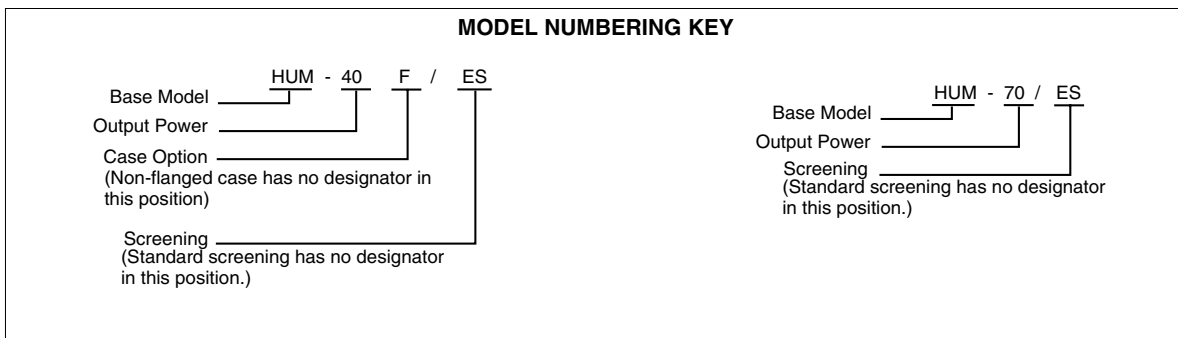 MODEL NUMBERING KEY
HUM - 40 F / ES
Base Model
Output Power
Case Option
(Non-flanged case has no designator in
this position)
Screening
(Standard screening has no designator
in this position.)
HUM - 70 / ES
Base Model
Output Power
Screening
(Standard screening has no designator
in this position.)